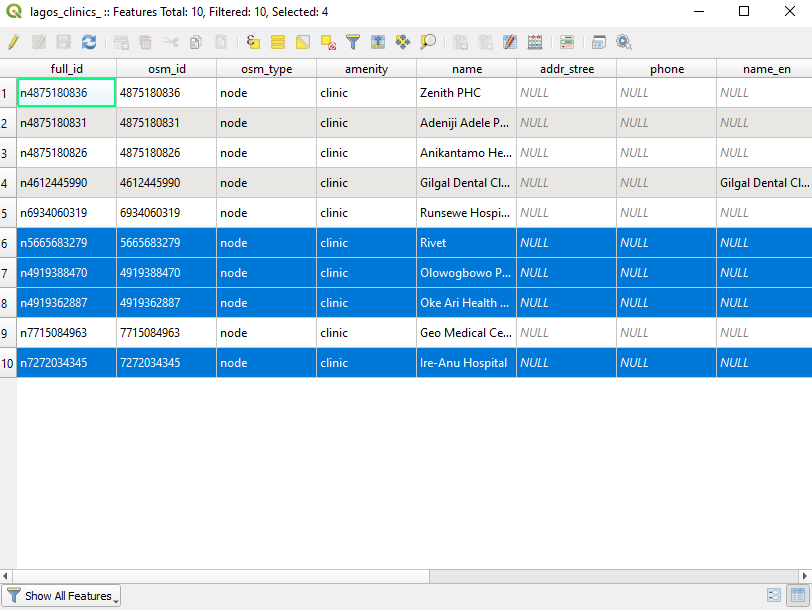 lagos_clinics_ :: Features Total: 10, Filtered: 10, Selected: 4
full_id osm_id osm_type amenity name addr_stree phone name_en
1 n4875180836 4875180836 node clinic Zenith PHC NULL NULL NULL
2 n4875180831 4875180831 node clinic Adeniji Adele P... NULL NULL NULL
3 n4875180826 4875180826 node clinic Anikantamo He... NULL NULL NULL
4 n4612445990 4612445990 node clinic Gilgal Dental Cl... NULL NULL Gilgal Dental Cl...
5 n6934060319 6934060319 node clinic Runsewe Hospi... NULL NULL NULL
6 n5665683279 5665683279 node clinic Rivet NULL NULL NULL
7 n4919388470 4919388470 node clinic Olowogbowo P... NULL NULL NULL
8 n4919362887 4919362887 node clinic Oke Ari Health ... NULL NULL NULL
9 n7715084963 7715084963 node clinic Geo Medical Ce... NULL NULL NULL
10 n7272034345 7272034345 node clinic Ire-Anu Hospital NULL NULL NULL
Show All Features